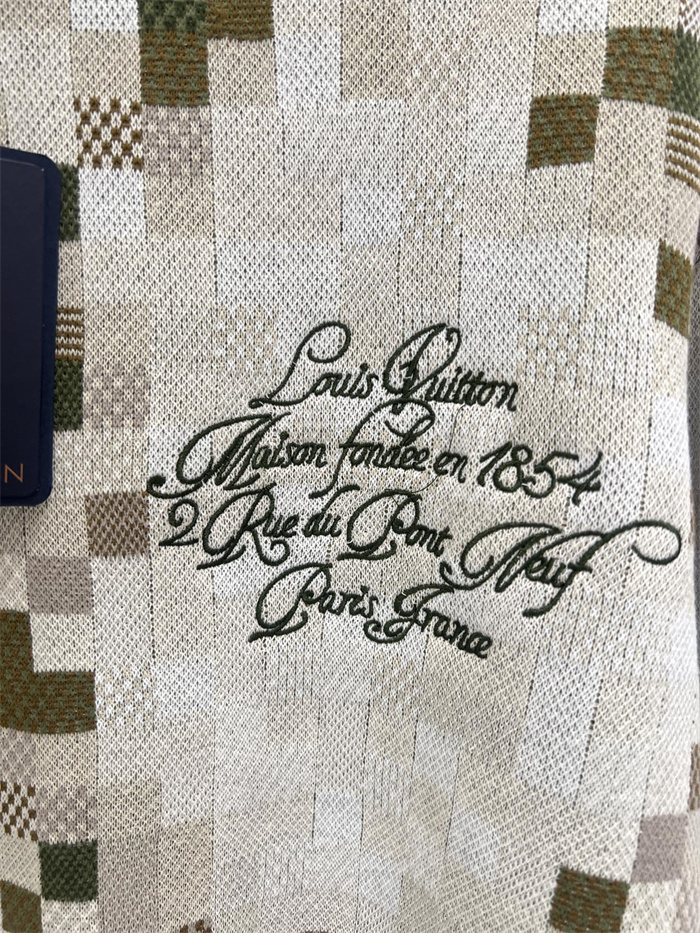 Louis Vuitton
Maison fondée en 1854
2 Rue du Pont Neuf
Paris France
N